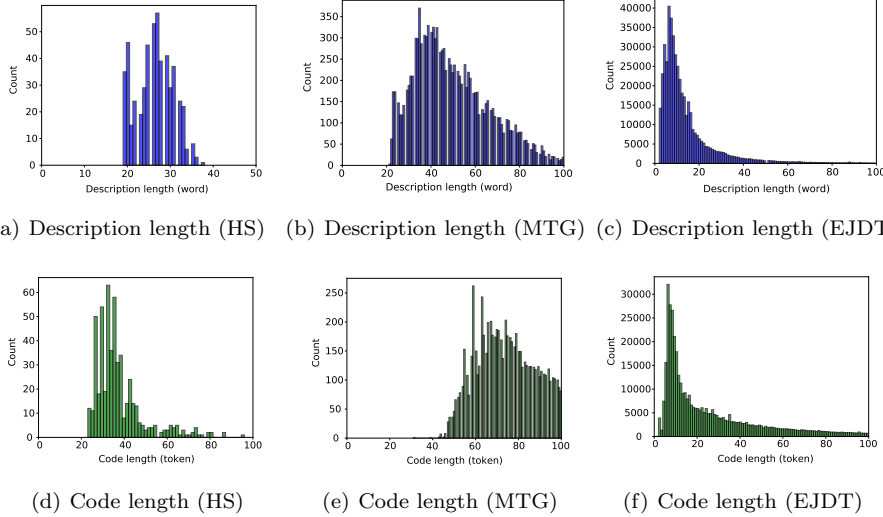 50
40
30
20
10
0
Count
0 10 20 30 40 50
Description length (word)
350
300
250
200
150
100
50
0
Count
0 20 40 60 80 100
Description length (word)
40000
35000
30000
25000
20000
15000
10000
5000
0
Count
0 20 40 60 80 100
Description length (word)
a) Description length (HS) (b) Description length (MTG) (c) Description length (EJDT
60
50
40
30
20
10
0
Count
0 20 40 60 80 100
Code length (token)
250
200
150
100
50
0
Count
0 20 40 60 80 100
Code length (token)
30000
25000
20000
15000
10000
5000
0
Count
0 20 40 60 80 100
Code length (token)
(d) Code length (HS) (e) Code length (MTG) (f) Code length (EJDT)